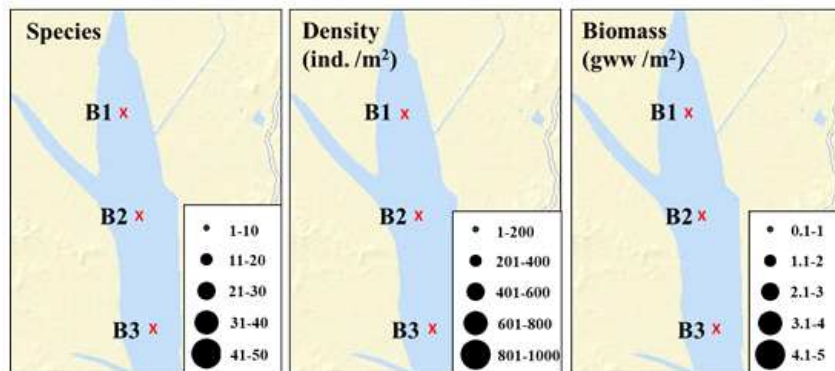 Species
B1 x
B2 x
B3 x
1-10
11-20
21-30
31-40
41-50
Density
(ind. /m²)
B1 x
B2 x
B3 x
1-200
201-400
401-600
601-800
801-1000
Biomass
(gww /m²)
B1 x
B2 x
B3 x
0.1-1
1.1-2
2.1-3
3.1-4
4.1-5